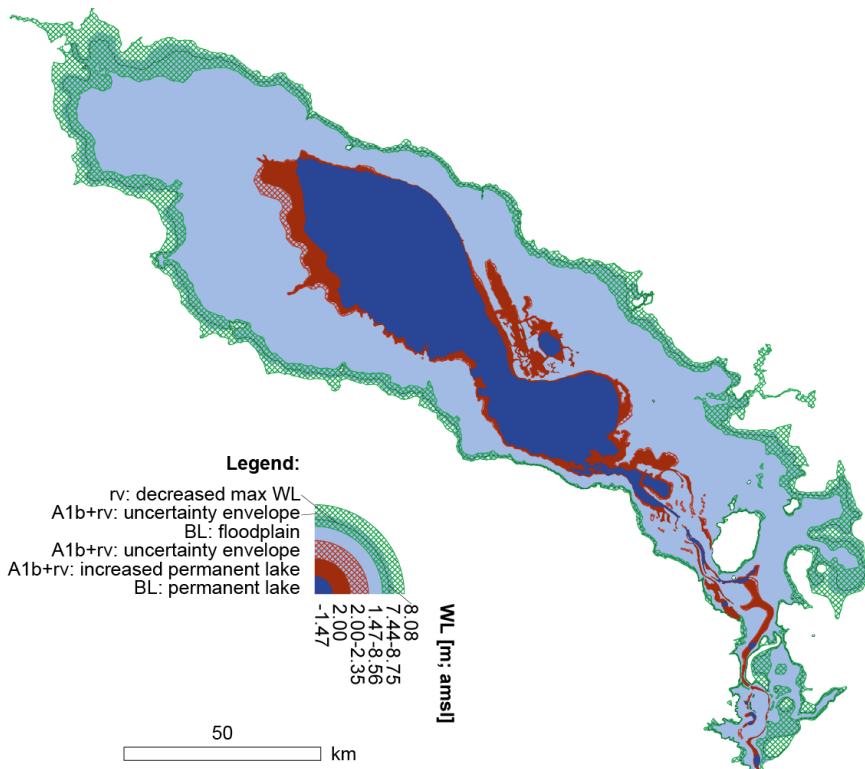 Legend:
rv: decreased max WL
A1b+rv: uncertainty envelope
BL: floodplain
A1b+rv: uncertainty envelope
A1b+rv: increased permanent lake
BL: permanent lake
-1.47
2.00
2.00-2.35
1.47-8.56
7.44-8.75
8.08
WL [m; amsl]
50
km